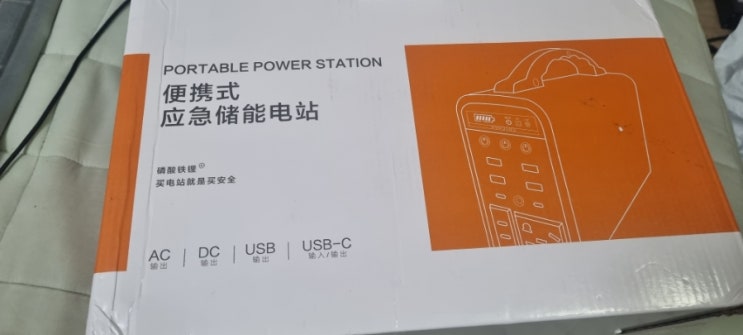 PORTABLE POWER STATION
便携式
应急储能电站
磷酸铁锂
买电站就是买安全
AC
输出
DC
输出
USB
输出
USB-C
输入/输出